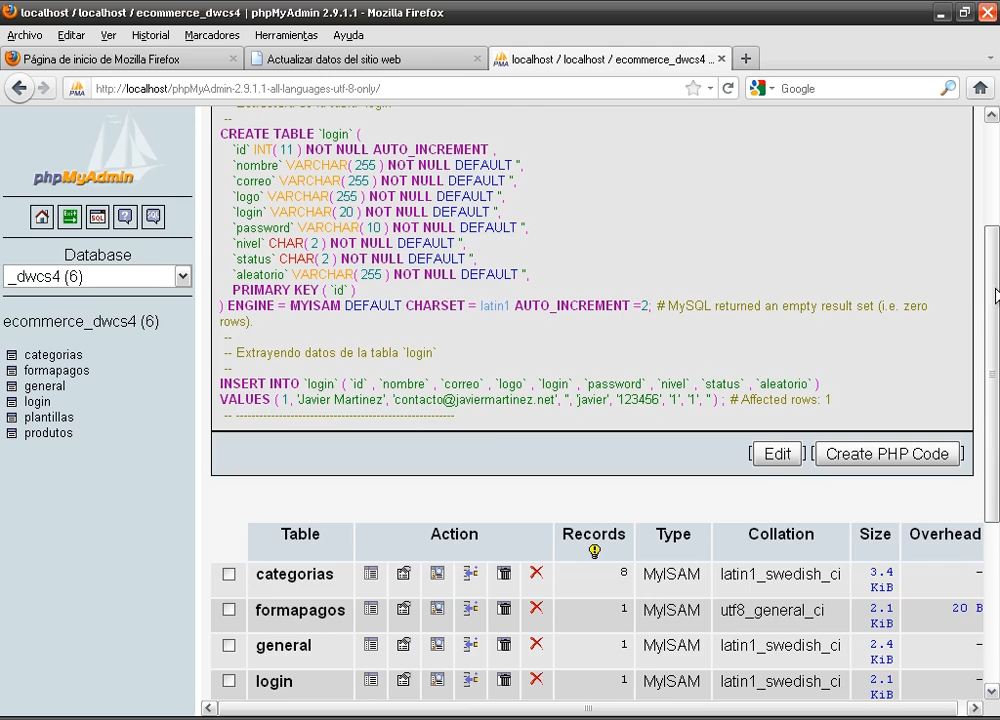 localhost / localhost / ecommerce_dwcs4 | phpMyAdmin 2.9.1.1 - Mozilla Firefox
Archivo Editar Ver Historial Marcadores Herramientas Ayuda
Página de inicio de Mozilla Firefox
Actualizar datos del sitio web
localhost / localhost / ecommerce_dwcs4 ...
http://localhost/phpMyAdmin-2.9.1.1-all-languages-utf-8-only/
Google
phpMyAdmin
SQL
Database
_dwcs4 (6)
ecommerce_dwcs4 (6)
categorias
formapagos
general
login
plantillas
produtos
--
CREATE TABLE `login` (
`id` INT( 11 ) NOT NULL AUTO_INCREMENT ,
`nombre` VARCHAR( 255 ) NOT NULL DEFAULT '',
`correo` VARCHAR( 255 ) NOT NULL DEFAULT '',
`logo` VARCHAR( 255 ) NOT NULL DEFAULT '',
`login` VARCHAR( 20 ) NOT NULL DEFAULT '',
`password` VARCHAR( 10 ) NOT NULL DEFAULT '',
`nivel` CHAR( 2 ) NOT NULL DEFAULT '',
`status` CHAR( 2 ) NOT NULL DEFAULT '',
`aleatorio` VARCHAR( 255 ) NOT NULL DEFAULT '',
PRIMARY KEY ( `id` )
) ENGINE = MYISAM DEFAULT CHARSET = latin1 AUTO_INCREMENT =2; # MySQL returned an empty result set (i.e. zero
rows).
--
-- Extrayendo datos de la tabla `login`
--
INSERT INTO `login` ( `id` , `nombre` , `correo` , `logo` , `login` , `password` , `nivel` , `status` , `aleatorio` )
VALUES ( 1, 'Javier Martinez', 'contacto@javiermartinez.net', '', 'javier', '123456', '1', '1', '' ) ; # Affected rows: 1
-- --------------------------------------------------------
[ Edit ] [ Create PHP Code ]
Table Action Records Type Collation Size Overhead
categorias 8 MyISAM latin1_swedish_ci 3.4 KiB -
formapagos 1 MyISAM utf8_general_ci 2.1 KiB 20 B
general 1 MyISAM latin1_swedish_ci 2.4 KiB -
login 1 MyISAM latin1_swedish_ci 2.1 KiB -